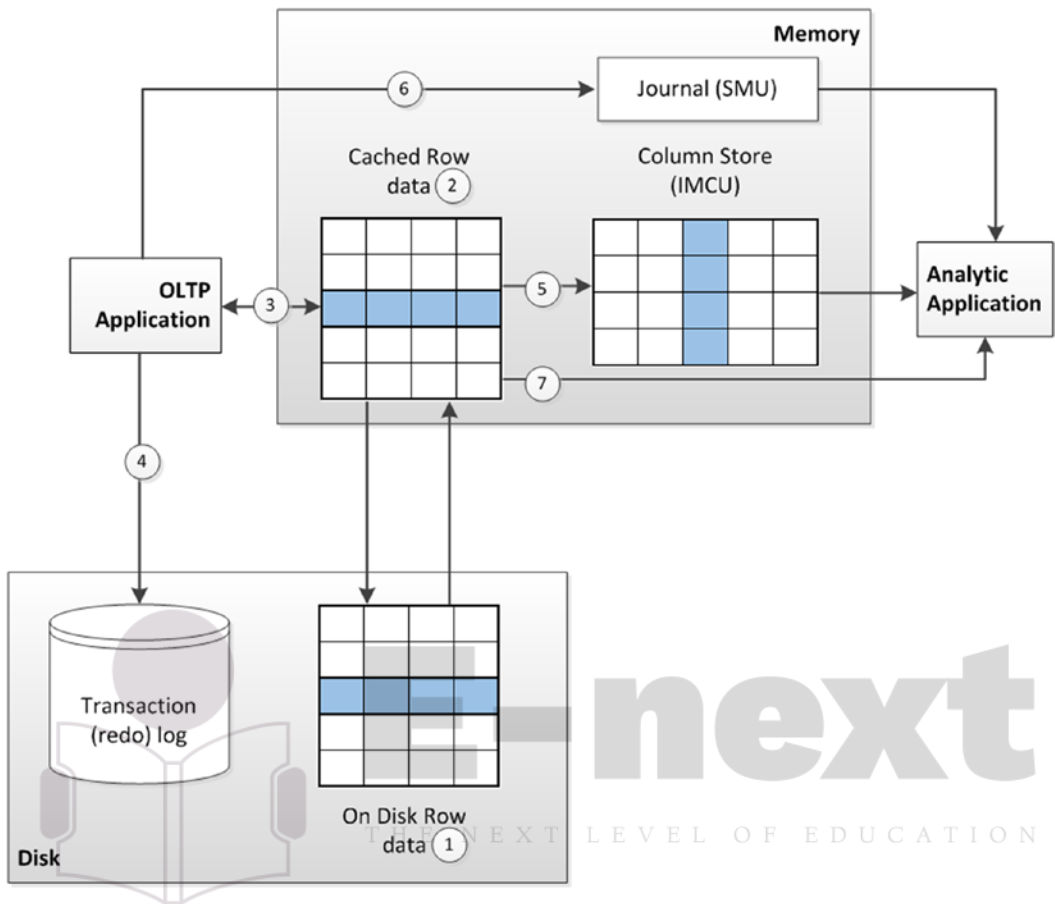 Memory
6
Journal (SMU)
Cached Row
data 2
Column Store
(IMCU)
OLTP
Application
3
5
Analytic
Application
7
4
Transaction
(redo) log
On Disk Row
data 1
Disk
E-next
THE NEXT LEVEL OF EDUCATION